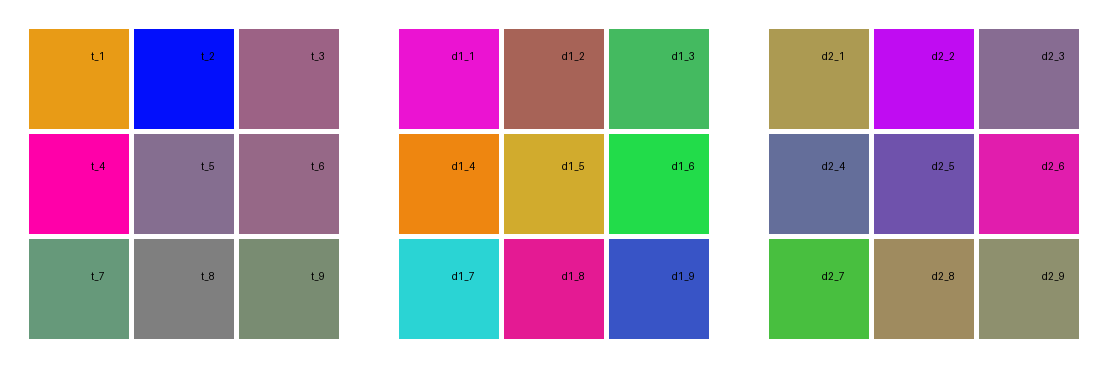 t_1 t_2 t_3 d1_1 d1_2 d1_3 d2_1 d2_2 d2_3
t_4 t_5 t_6 d1_4 d1_5 d1_6 d2_4 d2_5 d2_6
t_7 t_8 t_9 d1_7 d1_8 d1_9 d2_7 d2_8 d2_9